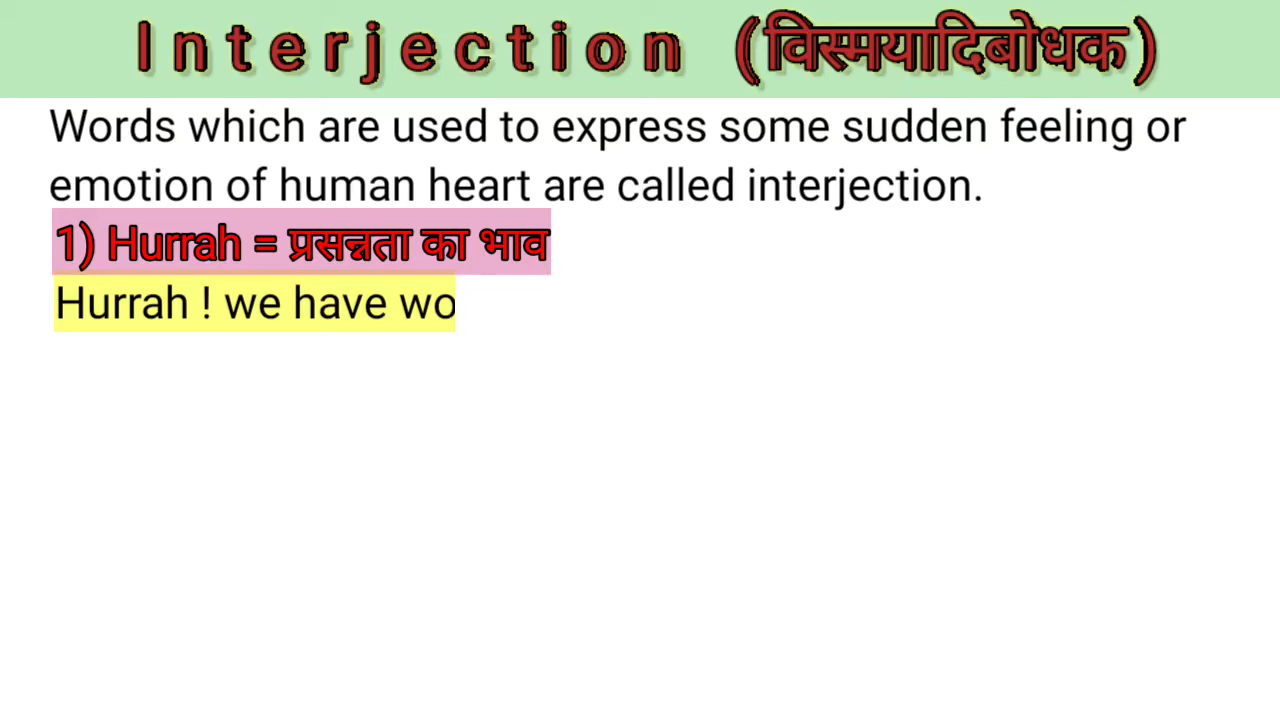 Interjection (विस्मयादिबोधक)
Words which are used to express some sudden feeling or
emotion of human heart are called interjection.
1) Hurrah = प्रसन्नता का भाव
Hurrah ! we have wo